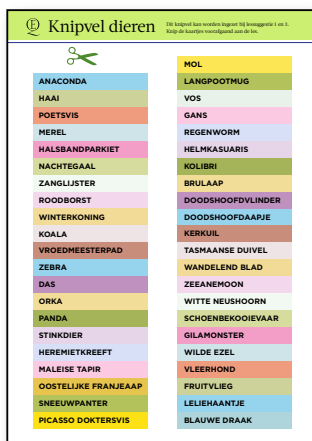 Knipvel dieren
Dit knipvel kan worden ingezet bij lessuggestie 1 en 3.
Knip de kaartjes voorafgaand aan de les.
ANACONDA
HAAI
POETSVIS
MEREL
HALSBANDPARKIET
NACHTEGAAL
ZANGLIJSTER
ROODBORST
WINTERKONING
KOALA
VROEDMEESTERPAD
ZEBRA
DAS
ORKA
PANDA
STINKDIER
HEREMIETKREEFT
MALEISE TAPIR
OOSTELIJKE FRANJEAAP
SNEEUWPANTER
PICASSO DOKTERSVIS
MOL
LANGPOOTMUG
VOS
GANS
REGENWORM
HELMKASUARIS
KOLIBRI
BRULAAP
DOODSHOOFDVLINDER
DOODSHOOFDAAPJE
KERKUIL
TASMAANSE DUIVEL
WANDELEND BLAD
ZEEANEMOON
WITTE NEUSHOORN
SCHOENBEKOOIEVAAR
GILAMONSTER
WILDE EZEL
VLEERHOND
FRUITVLIEG
LELIEHAANTJE
BLAUWE DRAAK